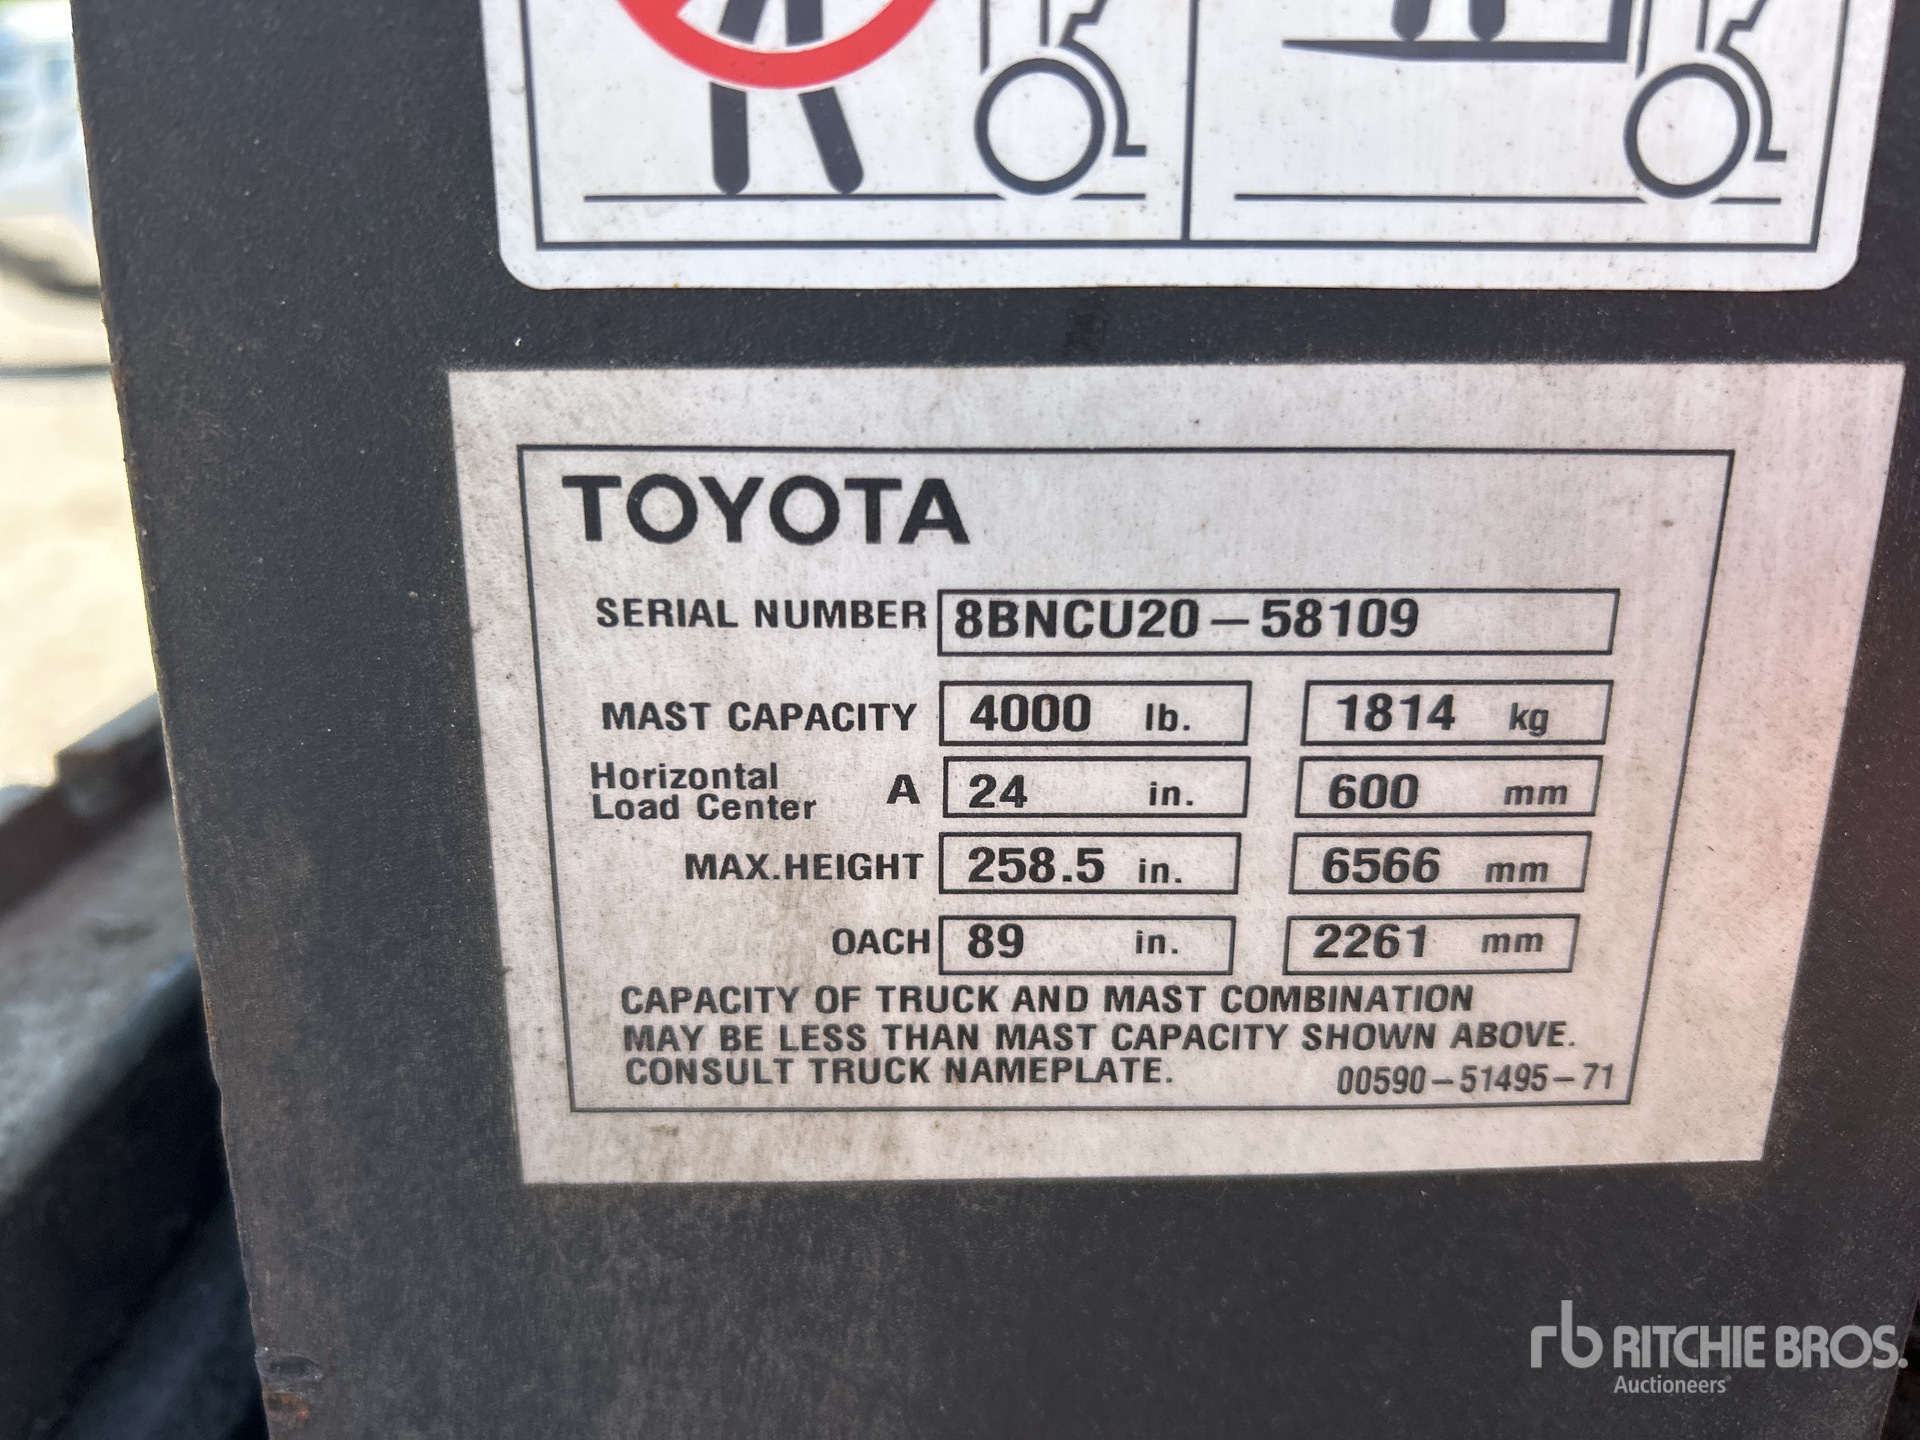 TOYOTA
SERIAL NUMBER 8BNCU20-58109
MAST CAPACITY 4000 lb. 1814 kg
Horizontal Load Center A 24 in. 600 mm
MAX.HEIGHT 258.5 in. 6566 mm
OACH 89 in. 2261 mm
CAPACITY OF TRUCK AND MAST COMBINATION
MAY BE LESS THAN MAST CAPACITY SHOWN ABOVE.
CONSULT TRUCK NAMEPLATE. 00590-51495-71
rb RITCHIE BROS.
Auctioneers